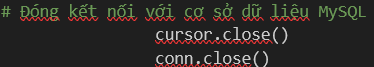 # Đóng kết nối với cơ sở dữ liệu MySQL
cursor.close()
conn.close()